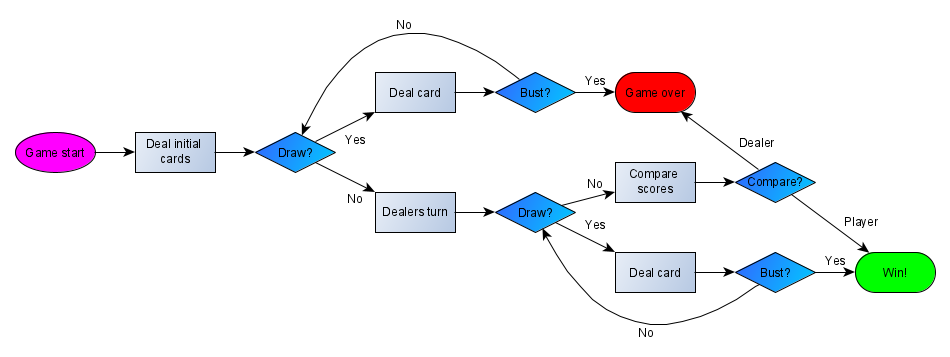 No
Deal card
Bust?
Yes
Game over
Game start
Deal initial
cards
Draw?
Yes
No
Dealers turn
Draw?
No
Compare
scores
Compare?
Dealer
Player
Yes
Deal card
Bust?
Yes
Win!
No